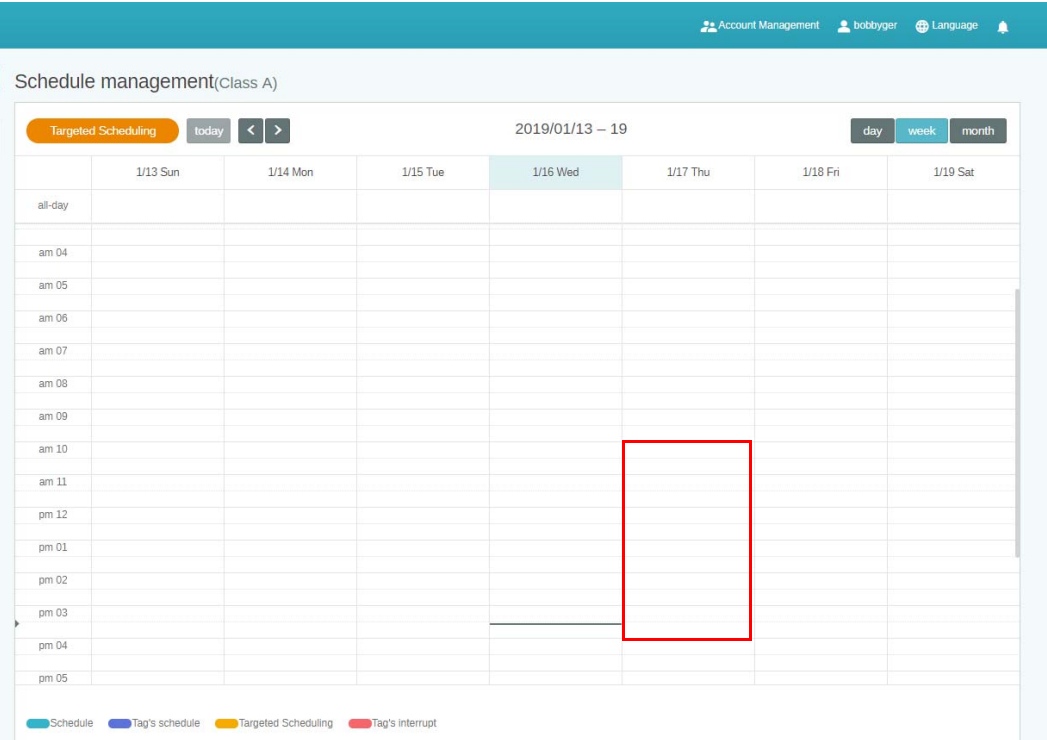 Account Management bobbyger Language
Schedule management(Class A)
Targeted Scheduling today < > 2019/01/13 – 19 day week month
1/13 Sun 1/14 Mon 1/15 Tue 1/16 Wed 1/17 Thu 1/18 Fri 1/19 Sat
all-day
am 04
am 05
am 06
am 07
am 08
am 09
am 10
am 11
pm 12
pm 01
pm 02
pm 03
pm 04
pm 05
Schedule Tag's schedule Targeted Scheduling Tag's interrupt